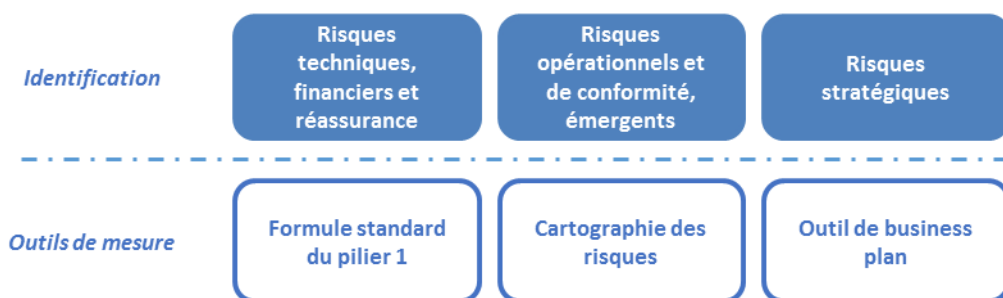 Identification
Risques
techniques,
financiers et
réassurance
Risques
opérationnels et
de conformité,
émergents
Risques
stratégiques
Outils de mesure
Formule standard
du pilier 1
Cartographie des
risques
Outil de business
plan